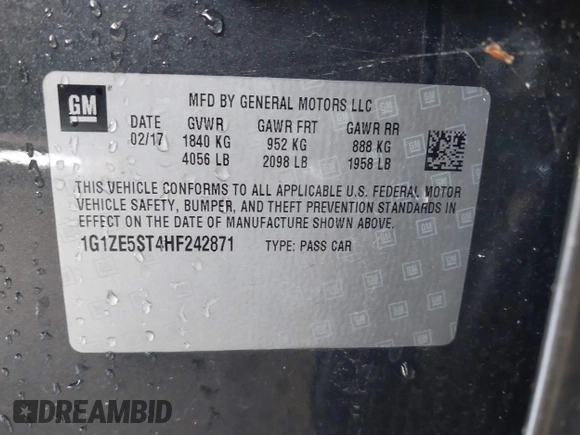 GM
MFD BY GENERAL MOTORS LLC
DATE GVWR GAWR FRT GAWR RR
02/17 1840 KG 952 KG 888 KG
4056 LB 2098 LB 1958 LB
THIS VEHICLE CONFORMS TO ALL APPLICABLE U.S. FEDERAL MOTOR
VEHICLE SAFETY, BUMPER, AND THEFT PREVENTION STANDARDS IN
EFFECT ON THE DATE OF MANUFACTURE SHOWN ABOVE.
1G1ZE5ST4HF242871 TYPE: PASS CAR
DREAMBID